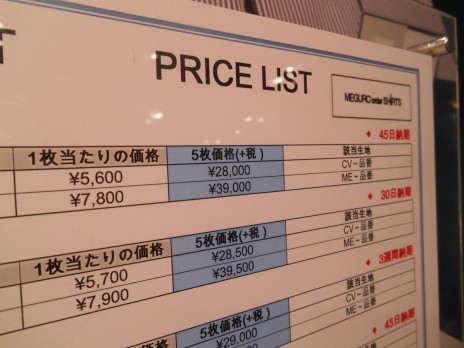 T PRICE LIST
MEGURO order SHIRTS
◆ 45日納期
1枚当たりの価格 5枚価格(+税) 該当生地
¥5,600 ¥28,000 CV~品番
¥7,800 ¥39,000 ME~品番
◆ 30日納期
1枚当たりの価格 5枚価格(+税) 該当生地
¥5,700 ¥28,500 CV~品番
¥7,900 ¥39,500 ME~品番
◆ 3週間納期
5枚価格(+税) 該当生地
¥29,000 CV~品番
ME~品番
◆ 45日納期